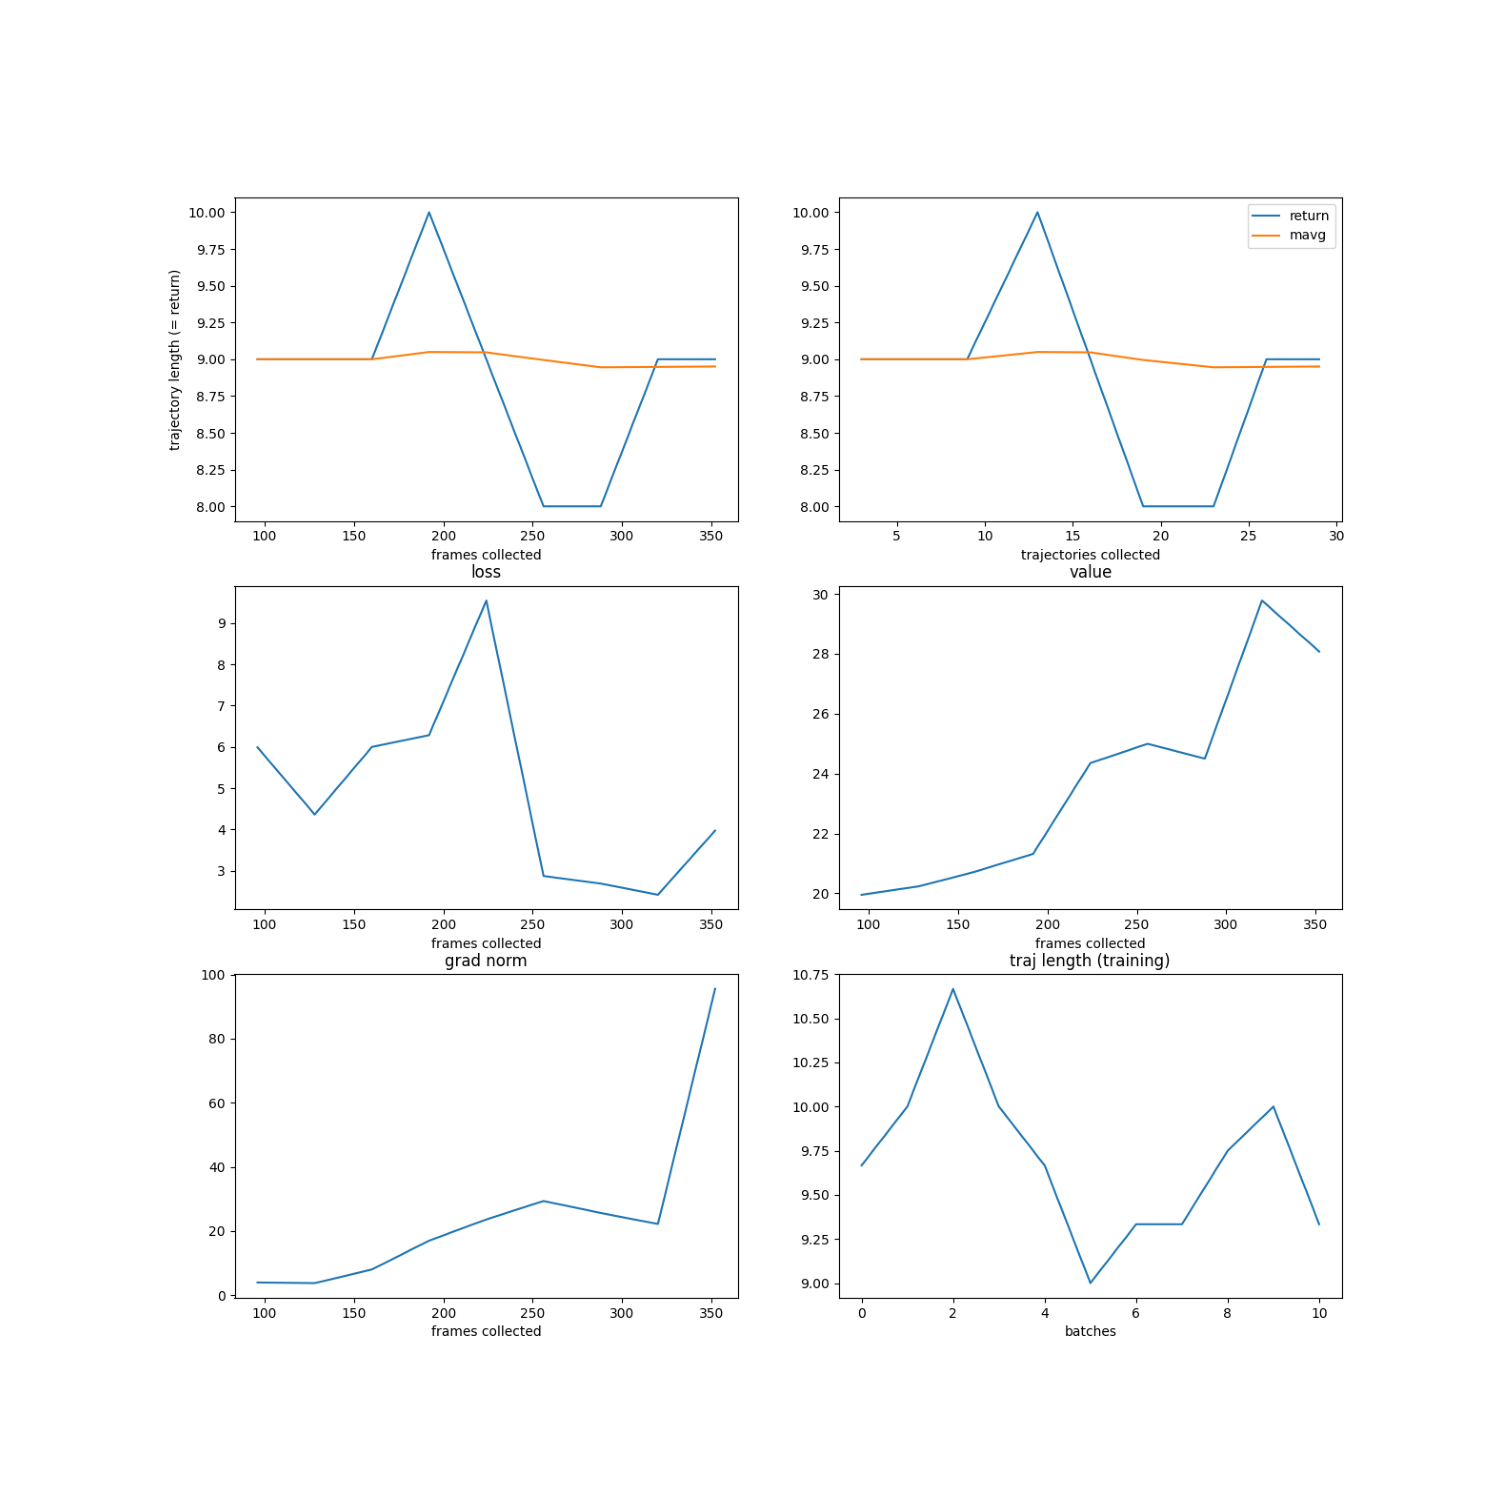 10.00
9.75
9.50
9.25
9.00
8.75
8.50
8.25
8.00
trajectory length (= return)
100 150 200 250 300 350
frames collected
10.00
9.75
9.50
9.25
9.00
8.75
8.50
8.25
8.00
return
mavg
5 10 15 20 25 30
trajectories collected
loss
9
8
7
6
5
4
3
100 150 200 250 300 350
frames collected
value
30
28
26
24
22
20
100 150 200 250 300 350
frames collected
grad norm
100
80
60
40
20
0
100 150 200 250 300 350
frames collected
traj length (training)
10.75
10.50
10.25
10.00
9.75
9.50
9.25
9.00
0 2 4 6 8 10
batches